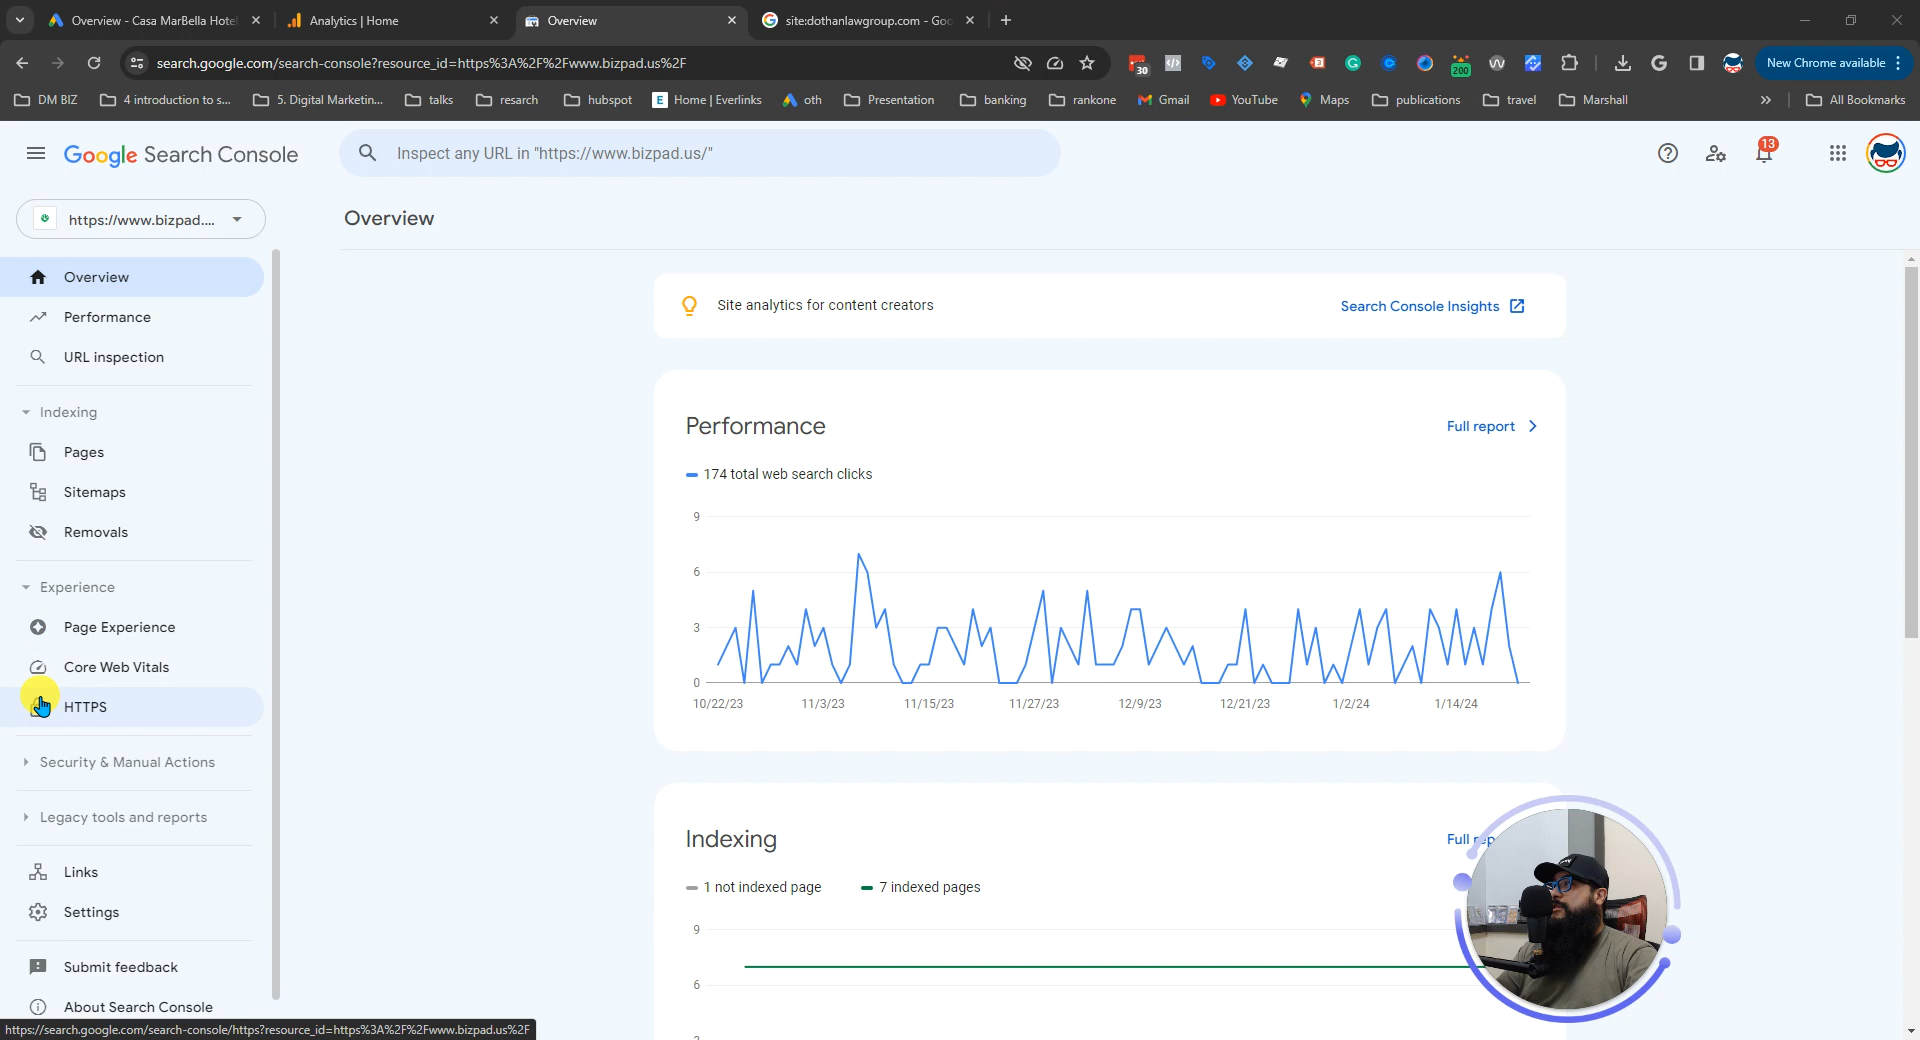 Overview - Casa MarBella Hotel
Analytics | Home
Overview
site:dothanlawgroup.com - Goo
search.google.com/search-console?resource_id=https%3A%2F%2Fwww.bizpad.us%2F
30
200
New Chrome available
DM BIZ
4 introduction to s...
5. Digital Marketin...
talks
resarch
hubspot
Home | Everlinks
oth
Presentation
banking
rankone
Gmail
YouTube
Maps
publications
travel
Marshall
All Bookmarks
Google Search Console
Inspect any URL in "https://www.bizpad.us/"
13
https://www.bizpad....
Overview
Overview
Performance
URL inspection
Indexing
Pages
Sitemaps
Removals
Experience
Page Experience
Core Web Vitals
HTTPS
Security & Manual Actions
Legacy tools and reports
Links
Settings
Submit feedback
About Search Console
Site analytics for content creators
Search Console Insights
Performance
Full report
174 total web search clicks
9
6
3
0
10/22/23
11/3/23
11/15/23
11/27/23
12/9/23
12/21/23
1/2/24
1/14/24
Indexing
Full rep
1 not indexed page
7 indexed pages
9
6
https://search.google.com/search-console/https?resource_id=https%3A%2F%2Fwww.bizpad.us%2F